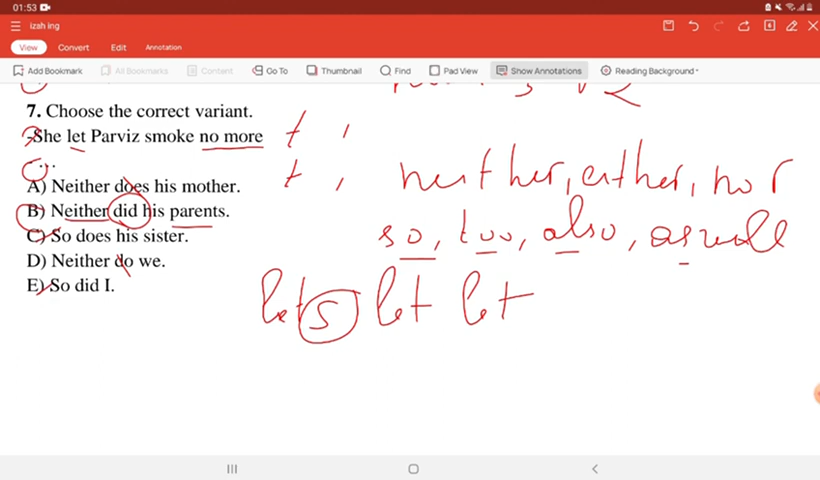 01:53
izah ing
View Convert Edit Annotation
Add Bookmark All Bookmarks Content Go To Thumbnail Find Pad View Show Annotations Reading Background
7. Choose the correct variant.
-She let Parviz smoke no more
-...
A) Neither does his mother.
B) Neither did his parents.
C) So does his sister.
D) Neither do we.
E) So did I.
neither, either, nor
so, too, also, as well
let s let let